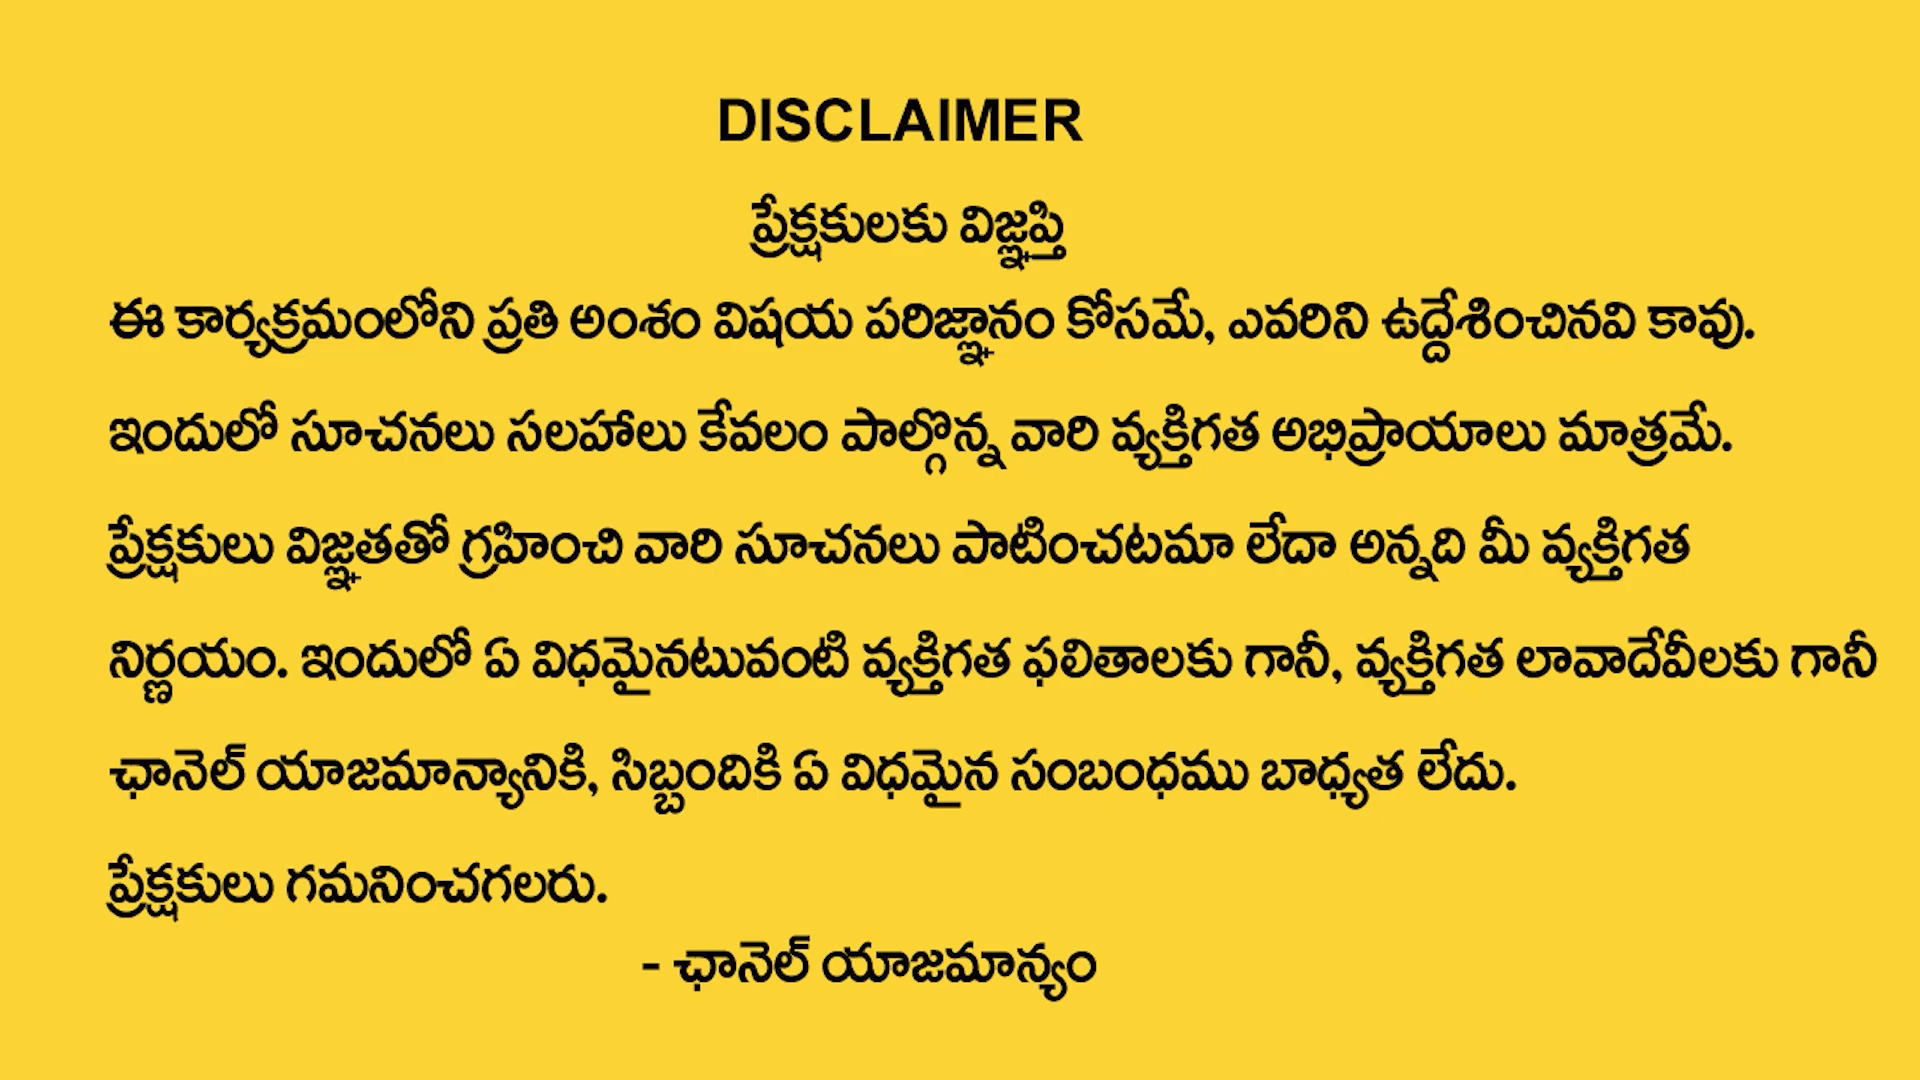 DISCLAIMER
ప్రేక్షకులకు విజ్ఞప్తి
ఈ కార్యక్రమంలోని ప్రతి అంశం విషయ పరిజ్ఞానం కోసమే, ఎవరిని ఉద్దేశించినవి కావు.
ఇందులో సూచనలు సలహాలు కేవలం పాల్గొన్న వారి వ్యక్తిగత అభిప్రాయాలు మాత్రమే.
ప్రేక్షకులు విజ్ఞతతో గ్రహించి వారి సూచనలు పాటించటమా లేదా అన్నది మీ వ్యక్తిగత
నిర్ణయం. ఇందులో ఏ విధమైనటువంటి వ్యక్తిగత ఫలితాలకు గానీ, వ్యక్తిగత లావాదేవీలకు గానీ
ఛానెల్ యాజమాన్యానికి, సిబ్బందికి ఏ విధమైన సంబంధము బాధ్యత లేదు.
ప్రేక్షకులు గమనించగలరు.
- ఛానెల్ యాజమాన్యం